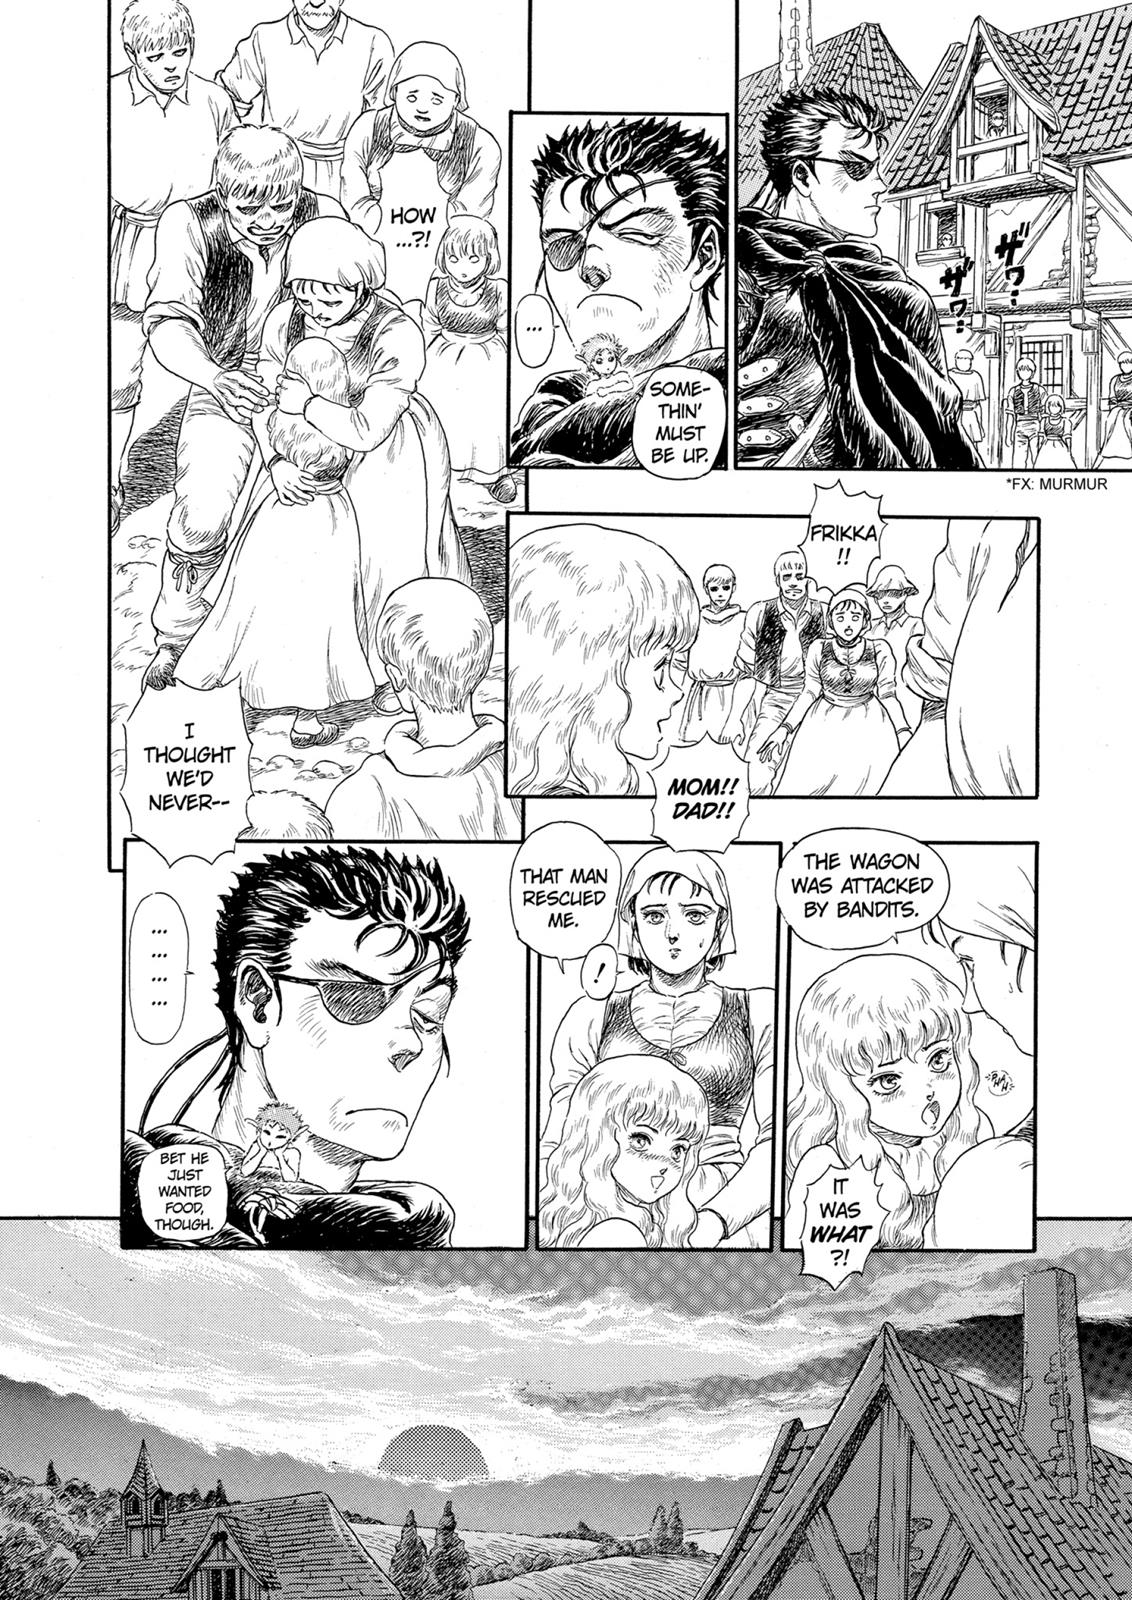 ザワ…
ザワ…
*FX: MURMUR
SOME-
THIN'
MUST
BE UP.
...
FRIKKA
!!
MOM!!
DAD!!
HOW
...?!
I
THOUGHT
WE'D
NEVER--
THE WAGON
WAS ATTACKED
BY BANDITS.
PHAH
IT
WAS
WHAT
?!
THAT MAN
RESCUED
ME.
!
...
...
...
...
BET HE
JUST
WANTED
FOOD,
THOUGH.